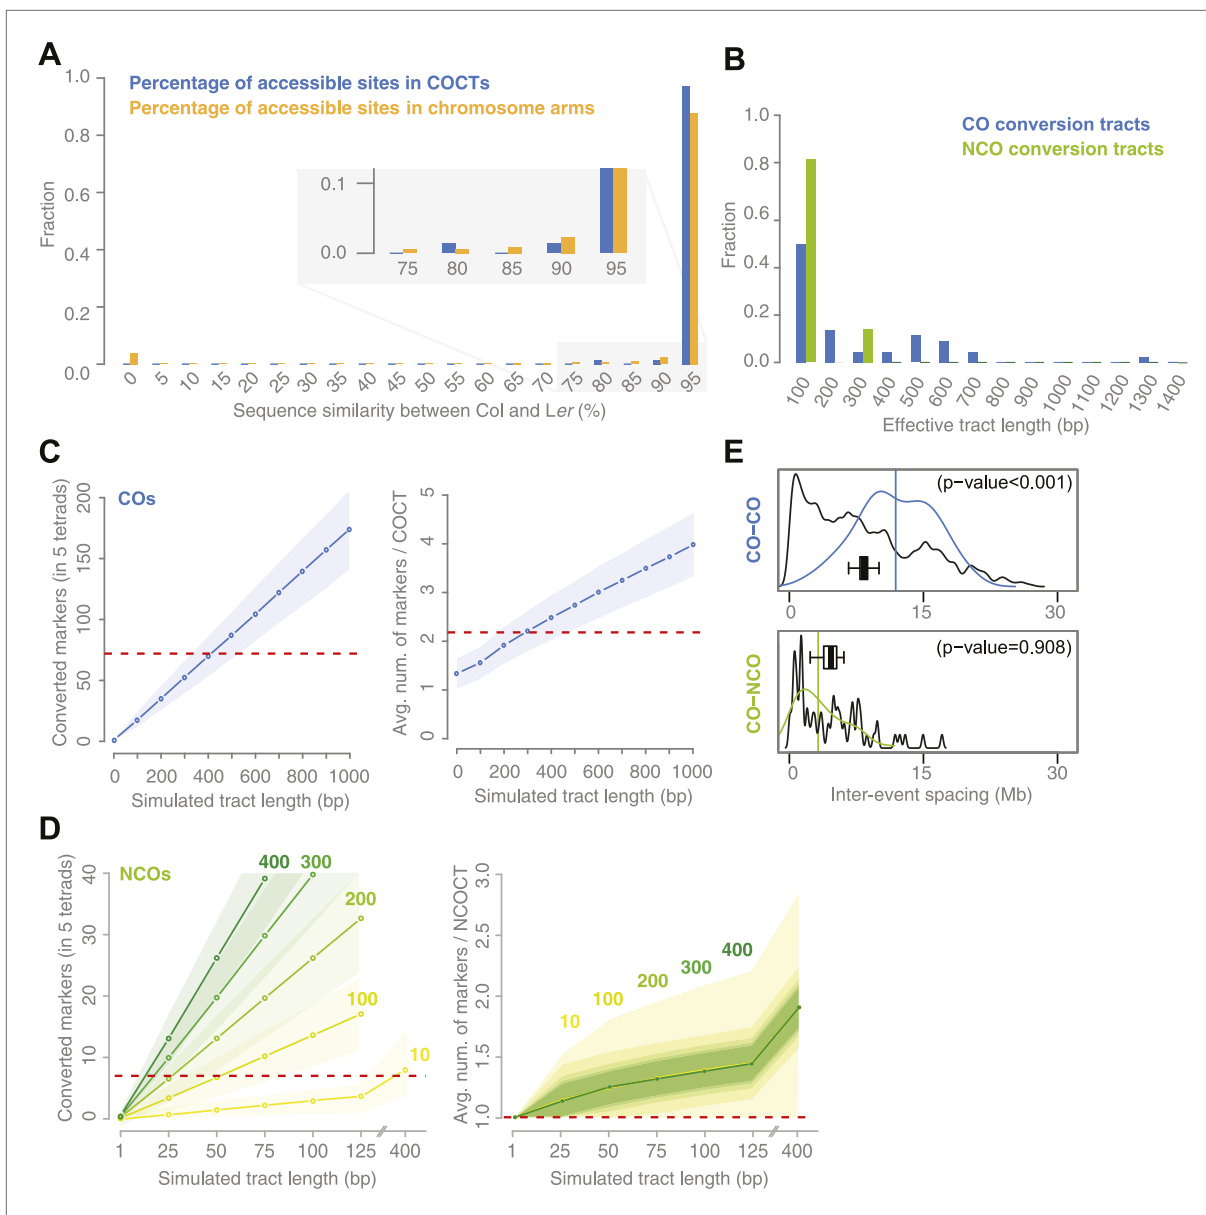 A
Percentage of accessible sites in COCTs
Percentage of accessible sites in chromosome arms
Fraction
1.0
0.8
0.6
0.4
0.2
0.0
0.1
0.0
75 80 85 90 95
0 5 10 15 20 25 30 35 40 45 50 55 60 65 70 75 80 85 90 95
Sequence similarity between Col and Ler (%)
B
CO conversion tracts
NCO conversion tracts
Fraction
1.0
0.8
0.6
0.4
0.2
0.0
100 200 300 400 500 600 700 800 900 1000 1100 1200 1300 1400
Effective tract length (bp)
C
COs
Converted markers (in 5 tetrads)
200
150
100
50
0
0 200 400 600 800 1000
Simulated tract length (bp)
Avg. num. of markers / COCT
5
4
3
2
1
0
0 200 400 600 800 1000
Simulated tract length (bp)
E
CO−CO
(p−value<0.001)
0 15 30
CO−NCO
(p−value=0.908)
0 15 30
Inter−event spacing (Mb)
D
NCOs
Converted markers (in 5 tetrads)
40
30
20
10
0
400 300
200
100
10
1 25 50 75 100 125 400
Simulated tract length (bp)
Avg. num. of markers / NCOCT
3.0
2.5
2.0
1.5
1.0
10 100 200 300 400
1 25 50 75 100 125 400
Simulated tract length (bp)